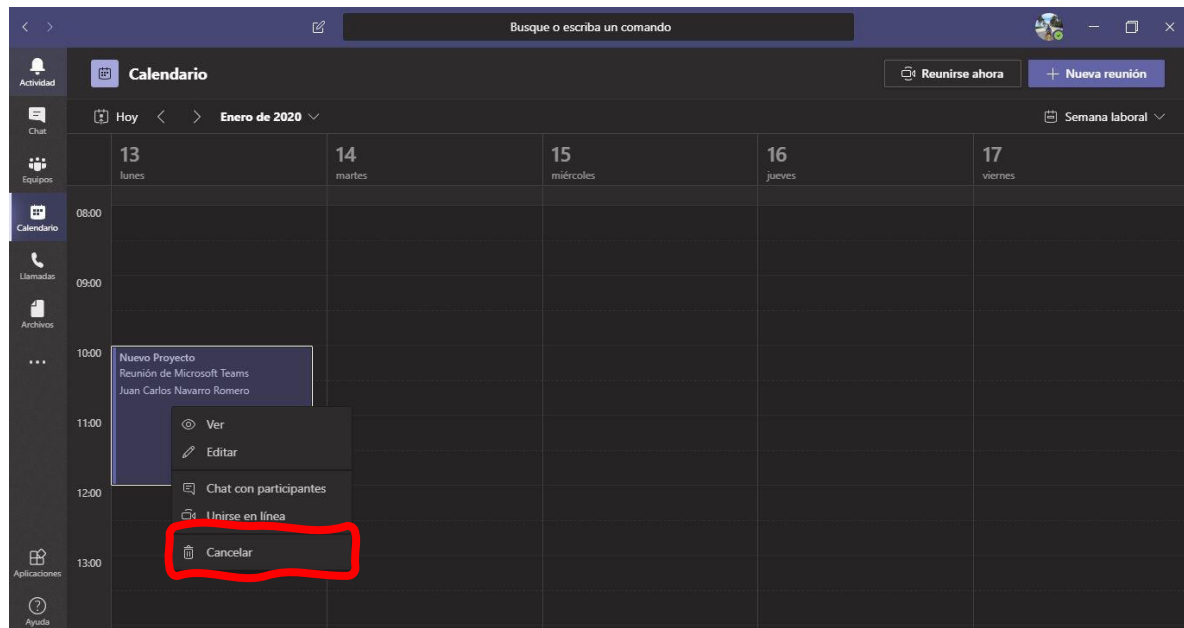 Busque o escriba un comando
Actividad
Calendario
Reunirse ahora
Nueva reunión
Chat
Hoy
Enero de 2020
Semana laboral
Equipos
13
lunes
14
martes
15
miércoles
16
jueves
17
viernes
Calendario
08:00
Llamadas
09:00
Archivos
10:00
Nuevo Proyecto
Reunión de Microsoft Teams
Juan Carlos Navarro Romero
11:00
Ver
Editar
12:00
Chat con participantes
Unirse en línea
Cancelar
Aplicaciones
13:00
Ayuda